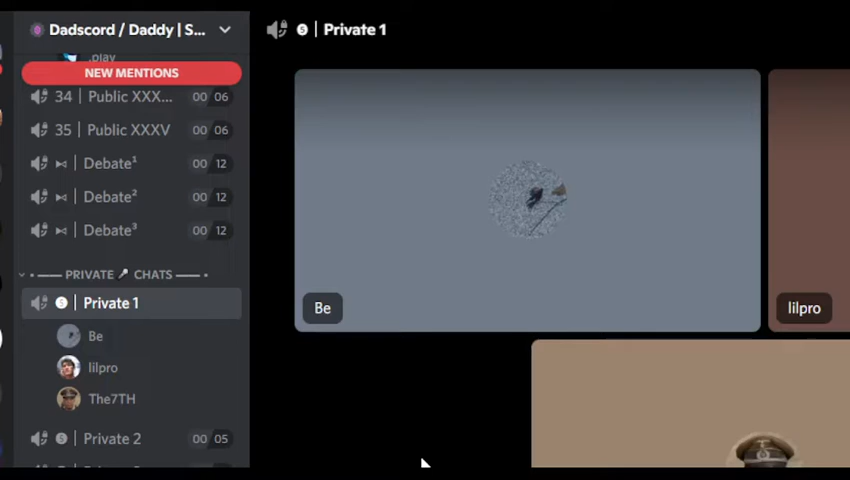 Dadscord / Daddy | S...
Private 1
.play
NEW MENTIONS
34 | Public XXX... 00 06
35 | Public XXXV 00 06
Debate¹ 00 12
Debate² 00 12
Debate³ 00 12
PRIVATE CHATS
S | Private 1
Be
lilpro
The7TH
S | Private 2 00 05
Be
lilpro